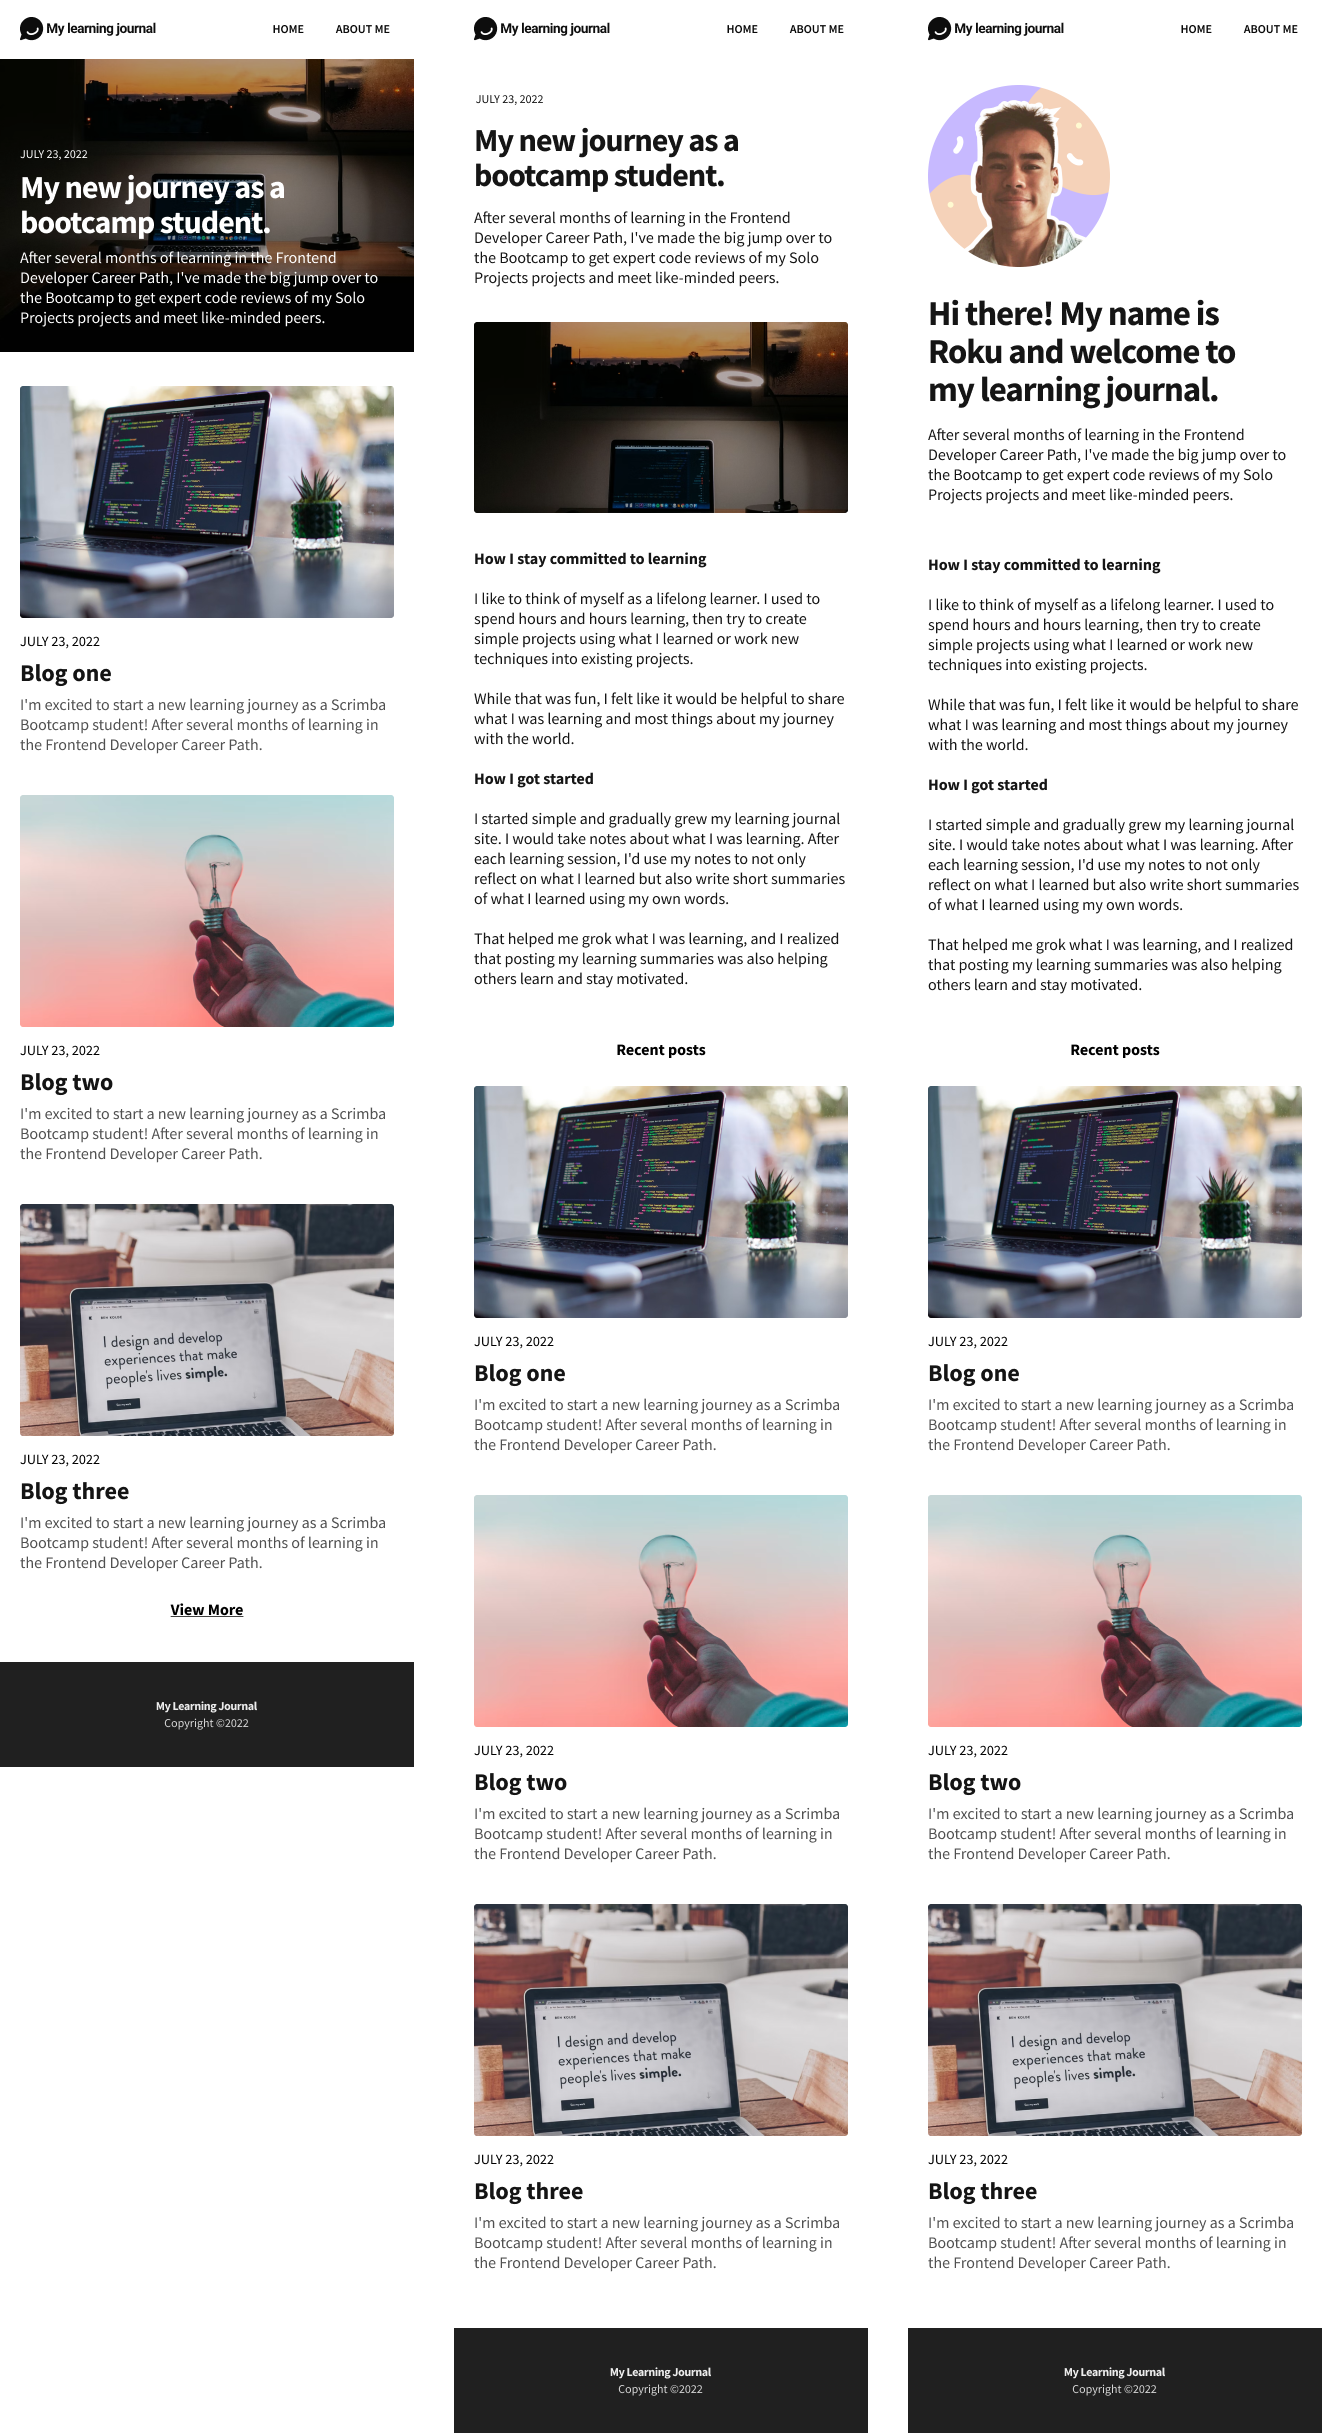 My learning journal
HOME
ABOUT ME
JULY 23, 2022
My new journey as a
bootcamp student.
After several months of learning in the Frontend
Developer Career Path, I've made the big jump over to
the Bootcamp to get expert code reviews of my Solo
Projects projects and meet like-minded peers.
JULY 23, 2022
Blog one
I'm excited to start a new learning journey as a Scrimba
Bootcamp student! After several months of learning in
the Frontend Developer Career Path.
JULY 23, 2022
Blog two
I'm excited to start a new learning journey as a Scrimba
Bootcamp student! After several months of learning in
the Frontend Developer Career Path.
I design and develop
experiences that make
people's lives simple.
JULY 23, 2022
Blog three
I'm excited to start a new learning journey as a Scrimba
Bootcamp student! After several months of learning in
the Frontend Developer Career Path.
View More
My Learning Journal
Copyright ©2022
My learning journal
HOME
ABOUT ME
JULY 23, 2022
My new journey as a
bootcamp student.
After several months of learning in the Frontend
Developer Career Path, I've made the big jump over to
the Bootcamp to get expert code reviews of my Solo
Projects projects and meet like-minded peers.
How I stay committed to learning
I like to think of myself as a lifelong learner. I used to
spend hours and hours learning, then try to create
simple projects using what I learned or work new
techniques into existing projects.
While that was fun, I felt like it would be helpful to share
what I was learning and most things about my journey
with the world.
How I got started
I started simple and gradually grew my learning journal
site. I would take notes about what I was learning. After
each learning session, I'd use my notes to not only
reflect on what I learned but also write short summaries
of what I learned using my own words.
That helped me grok what I was learning, and I realized
that posting my learning summaries was also helping
others learn and stay motivated.
Recent posts
JULY 23, 2022
Blog one
I'm excited to start a new learning journey as a Scrimba
Bootcamp student! After several months of learning in
the Frontend Developer Career Path.
JULY 23, 2022
Blog two
I'm excited to start a new learning journey as a Scrimba
Bootcamp student! After several months of learning in
the Frontend Developer Career Path.
I design and develop
experiences that make
people's lives simple.
JULY 23, 2022
Blog three
I'm excited to start a new learning journey as a Scrimba
Bootcamp student! After several months of learning in
the Frontend Developer Career Path.
My Learning Journal
Copyright ©2022
My learning journal
HOME
ABOUT ME
Hi there! My name is
Roku and welcome to
my learning journal.
After several months of learning in the Frontend
Developer Career Path, I've made the big jump over to
the Bootcamp to get expert code reviews of my Solo
Projects projects and meet like-minded peers.
How I stay committed to learning
I like to think of myself as a lifelong learner. I used to
spend hours and hours learning, then try to create
simple projects using what I learned or work new
techniques into existing projects.
While that was fun, I felt like it would be helpful to share
what I was learning and most things about my journey
with the world.
How I got started
I started simple and gradually grew my learning journal
site. I would take notes about what I was learning. After
each learning session, I'd use my notes to not only
reflect on what I learned but also write short summaries
of what I learned using my own words.
That helped me grok what I was learning, and I realized
that posting my learning summaries was also helping
others learn and stay motivated.
Recent posts
JULY 23, 2022
Blog one
I'm excited to start a new learning journey as a Scrimba
Bootcamp student! After several months of learning in
the Frontend Developer Career Path.
JULY 23, 2022
Blog two
I'm excited to start a new learning journey as a Scrimba
Bootcamp student! After several months of learning in
the Frontend Developer Career Path.
I design and develop
experiences that make
people's lives simple.
JULY 23, 2022
Blog three
I'm excited to start a new learning journey as a Scrimba
Bootcamp student! After several months of learning in
the Frontend Developer Career Path.
My Learning Journal
Copyright ©2022